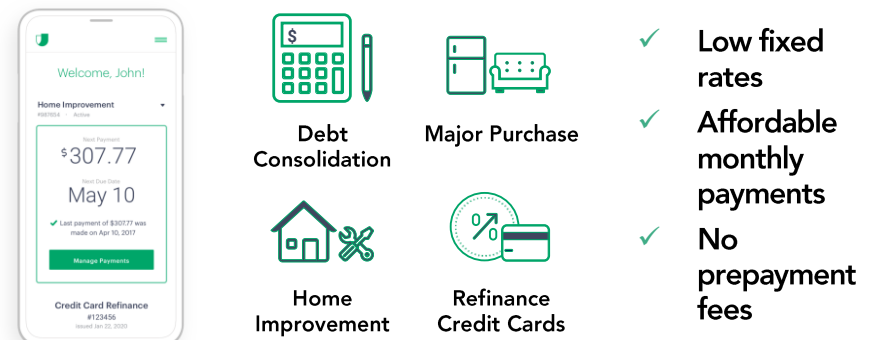 Welcome, John!
Home Improvement
#987654 · Active
Next Payment
$307.77
Next Due Date
May 10
Last payment of $307.77 was
made on Apr 10, 2017
Manage Payments
Credit Card Refinance
#123456
Issued Jan 22, 2020
$
Debt
Consolidation
Major Purchase
Home
Improvement
Refinance
Credit Cards
Low fixed
rates
Affordable
monthly
payments
No
prepayment
fees